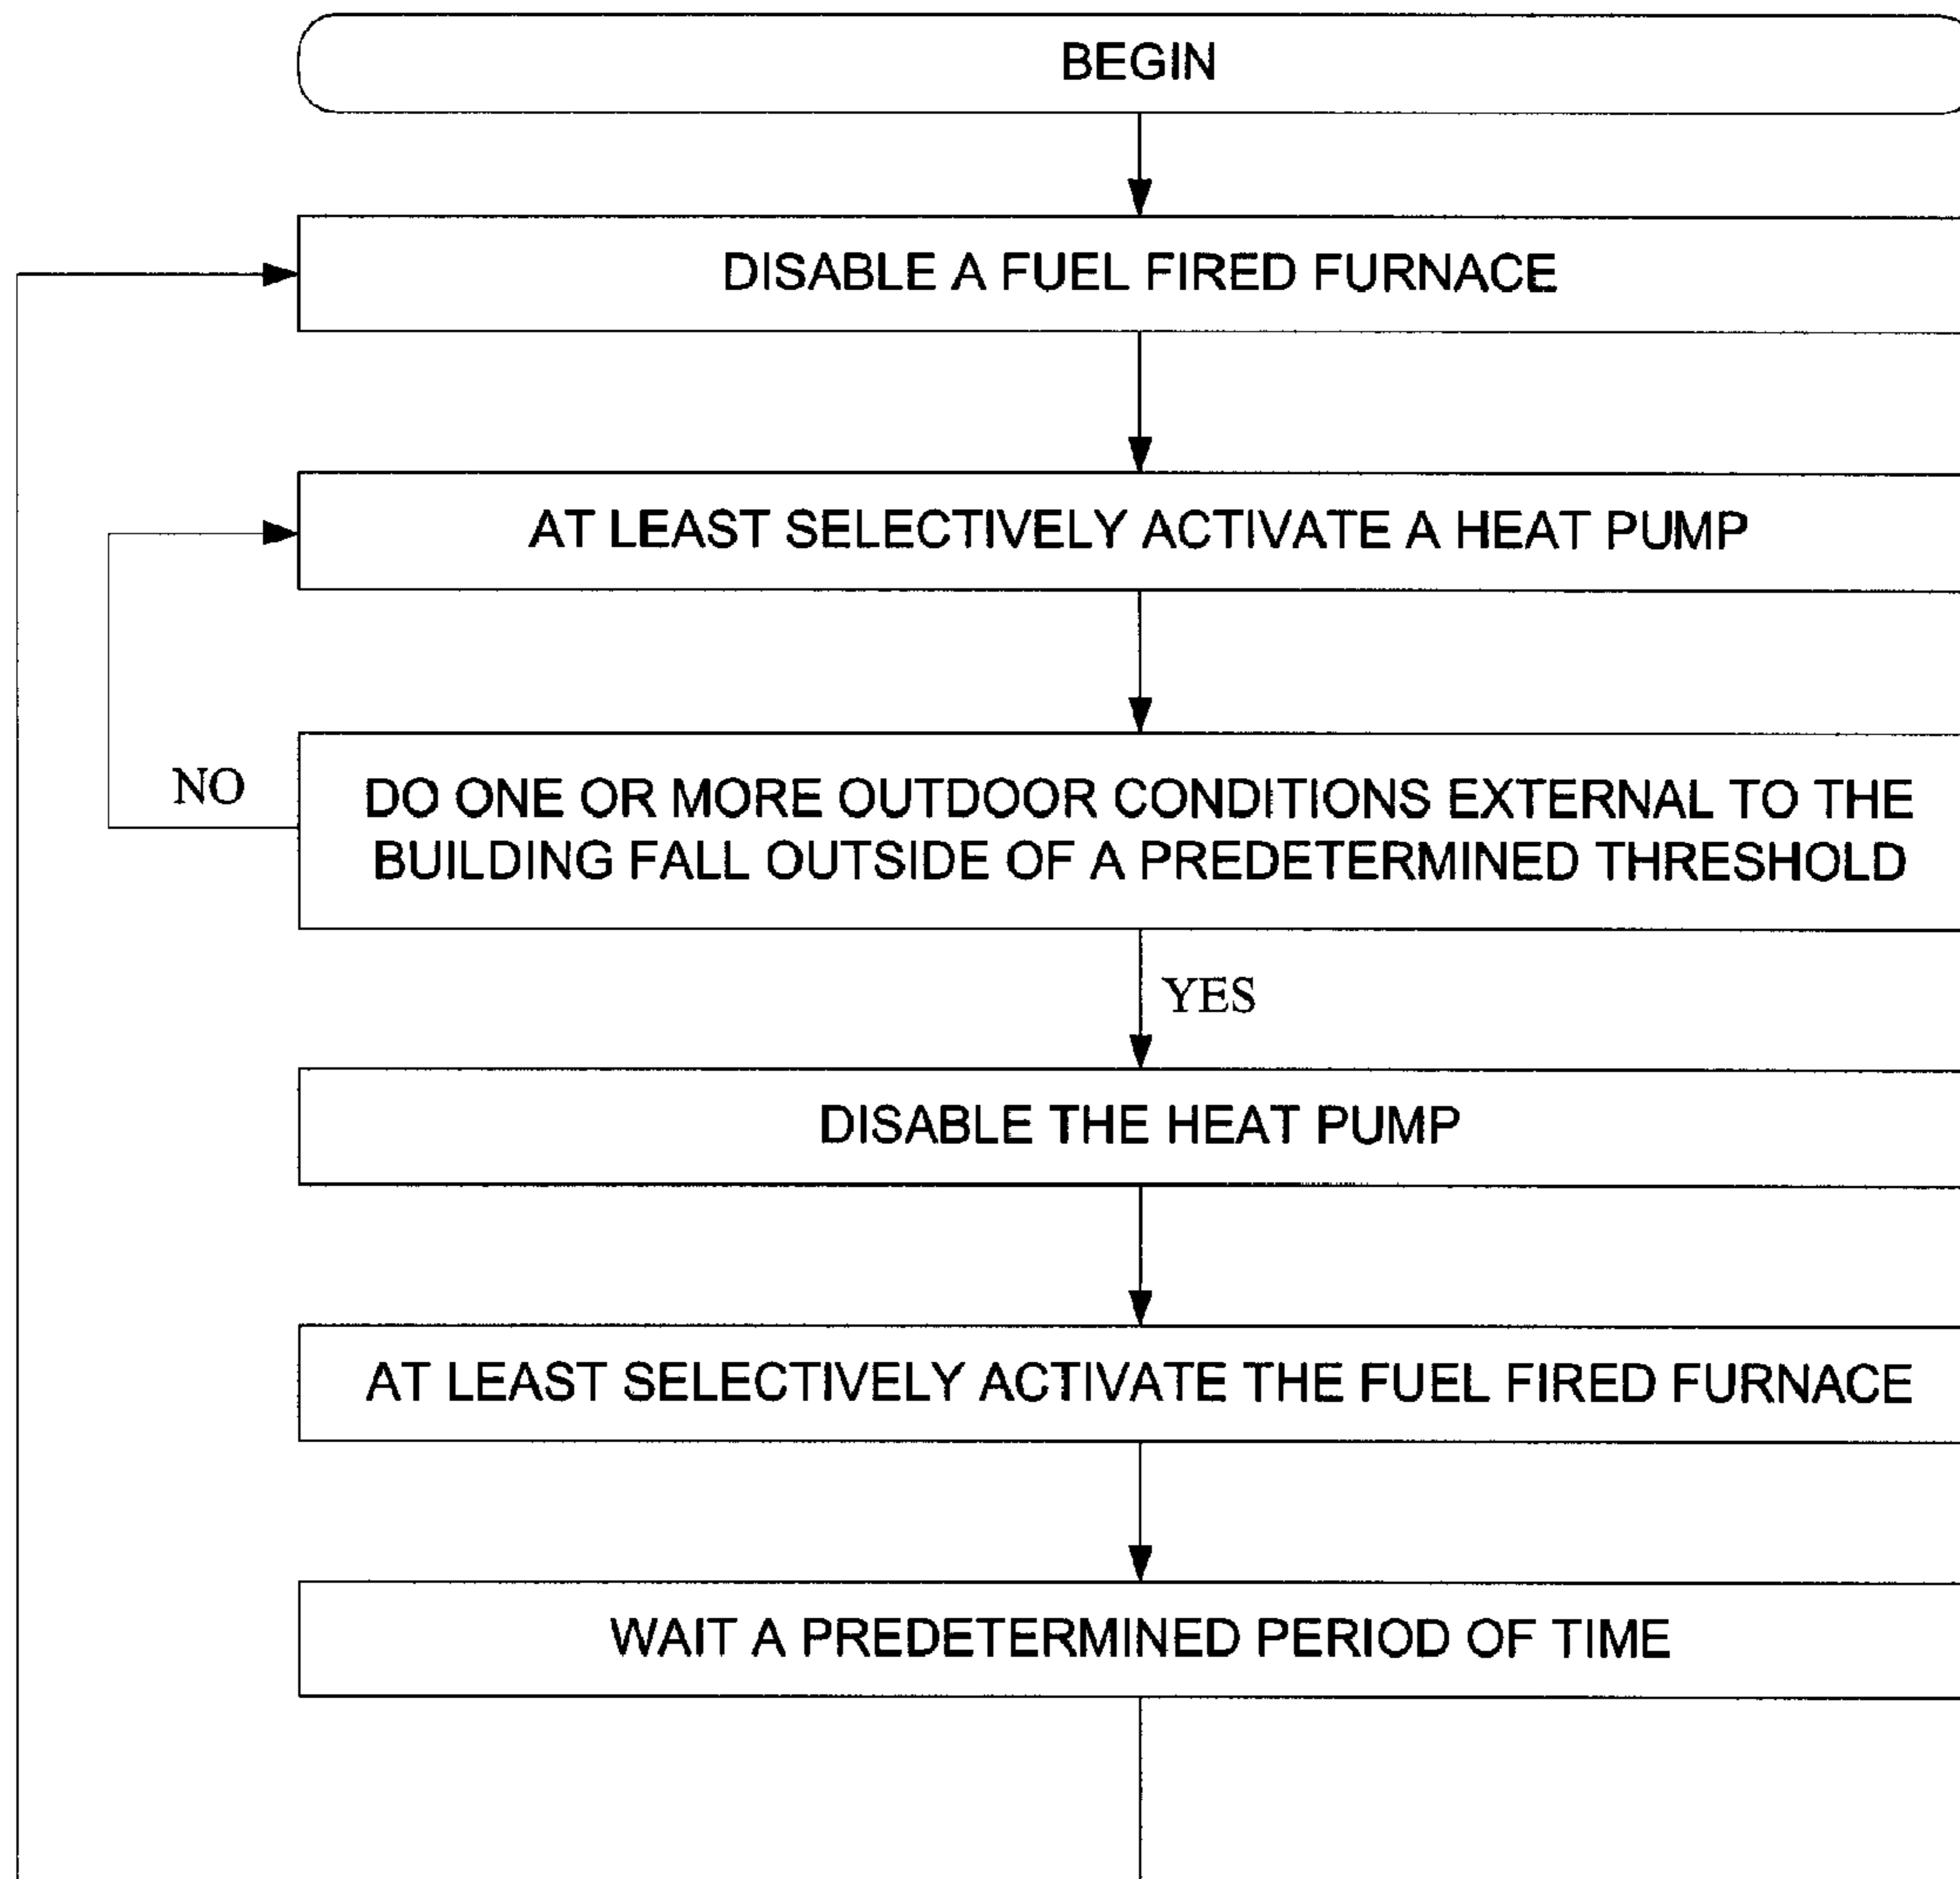 BEGIN
DISABLE A FUEL FIRED FURNACE
AT LEAST SELECTIVELY ACTIVATE A HEAT PUMP
NO
DO ONE OR MORE OUTDOOR CONDITIONS EXTERNAL TO THE
BUILDING FALL OUTSIDE OF A PREDETERMINED THRESHOLD
YES
DISABLE THE HEAT PUMP
AT LEAST SELECTIVELY ACTIVATE THE FUEL FIRED FURNACE
WAIT A PREDETERMINED PERIOD OF TIME